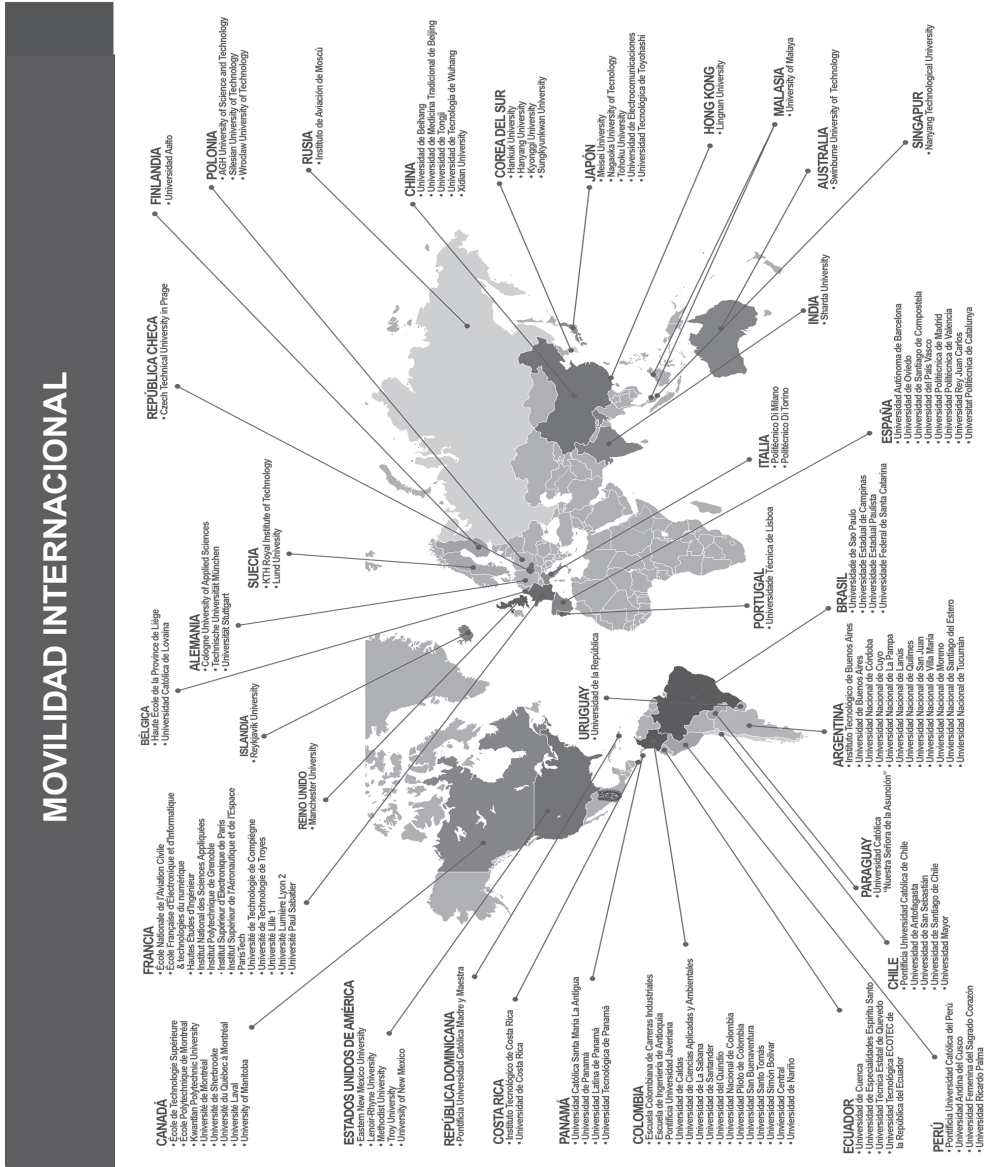 MOVILIDAD INTERNACIONAL
CANADÁ
• École de Technologie Supérieure
• École Polytechnique de Montréal
• Kwantlan Polytechnic University
• Université de Montréal
• Université de Sherbrooke
• Université du Québec à Montréal
• Université Laval
• University of Manitoba
FRANCIA
• École Nationale de l'Aviation Civile
• École Française d'Électronique et d'Informatique
& technologies du numérique
• Hautes Études d'Ingénieur
• Institut National des Sciences Appliquées
• Institut Polytechnique de Grenoble
• Institut Supérieur d'Electronique de Paris
• Institut Supérieur de l'Aéronautique et de l'Espace
• ParisTech
• Université de Technologie de Compiègne
• Université de Technologie de Troyes
• Université Lille 1
• Université Lumière Lyon 2
• Université Paul Sabatier
BÉLGICA
• Haute École de la Province de Liège
• Universidad Católica de Lovaina
ALEMANIA
• Cologne University of Applied Sciences
• Technische Universität München
• Universität Stuttgart
SUECIA
• KTH Royal Institute of Technology
• Lund Univesity
REPÚBLICA CHECA
• Czech Technical University in Prage
FINLANDIA
• Universidad Aalto
POLONIA
• AGH University of Science and Technology
• Silesian University of Technology
• Wroclaw University of Technology
RUSIA
• Instituto de Aviación de Moscú
ISLANDIA
• Reykjavik University
REINO UNIDO
• Manchester University
CHINA
• Universidad de Beihang
• Universidad de Medicina Tradicional de Beijing
• Universidad de Tongji
• Universidad de Tecnología de Wuhang
• Xidian University
COREA DEL SUR
• Hankuk University
• Hanyang University
• Kyonggi University
• Sungkyunkwan University
JAPÓN
• Meisei University
• Nagaoka University of Tecnology
• Tohoku University
• Universidad de Electrocomunicaciones
• Universidad Tecnológica de Toyohashi
HONG KONG
• Lingnan University
MALASIA
• University of Malaya
AUSTRALIA
• Swinburne University of Technology
SINGAPUR
• Nanyang Technological University
INDIA
• Sharda University
ESTADOS UNIDOS DE AMÉRICA
• Eastern New Mexico University
• Lenoir-Rhyne University
• Methodist University
• Troy University
• University of New Mexico
REPÚBLICA DOMINICANA
• Pontificia Universidad Católica Madre y Maestra
COSTA RICA
• Instituto Tecnológico de Costa Rica
• Universidad de Costa Rica
PANAMÁ
• Universidad Católica Santa María La Antigua
• Universidad de Panamá
• Universidad Latina de Panamá
• Universidad Tecnológica de Panamá
COLOMBIA
• Escuela Colombiana de Carreras Industriales
• Escuela de Ingeniería de Antioquia
• Pontificia Universidad Javeriana
• Universidad de Caldas
• Universidad de Ciencias Aplicadas y Ambientales
• Universidad de La Sabana
• Universidad de Santander
• Universidad del Quindio
• Universidad Nacional de Colombia
• Universidad Piloto de Colombia
• Universidad San Buenaventura
• Universidad Santo Tomás
• Universidad Simón Bolívar
• Unviersidad Central
• Unviersidad de Nariño
URUGUAY
• Universidad de la República
PORTUGAL
• Universidade Técnica de Lisboa
ITALIA
• Politécnico Di Milano
• Politécnico Di Torino
ESPAÑA
• Universidad Autónoma de Barcelona
• Universidad de Oviedo
• Universidad de Santiago de Compostela
• Universidad del País Vasco
• Universidad Politécnica de Madrid
• Universidad Politécnica de Valencia
• Universidad Rey Juan Carlos
• Universitat Politécnica de Catalunya
BRASIL
• Universidade de Sao Paulo
• Universidade Estadual de Campinas
• Universidade Estadual Paulista
• Universidade Federal de Santa Catarina
ARGENTINA
• Instituto Tecnológico de Buenos Aires
• Universidad de Buenos Aires
• Universidad Nacional de Córdoba
• Universidad Nacional de Cuyo
• Universidad Nacional de La Pampa
• Universidad Nacional de Lanús
• Universidad Nacional de Quilmes
• Universidad Nacional de San Juan
• Universidad Nacional de Villa María
• Unviersidad Nacional de Moreno
• Unviersidad Nacional de Santiago del Estero
• Unviersidad Nacional de Tucumán
PARAGUAY
• Universidad Católica
"Nuestra Señora de la Asunción"
CHILE
• Pontificia Universidad Católica de Chile
• Universidad de Antofagasta
• Universidad de San Sebastián
• Universidad de Santiago de Chile
• Universidad Mayor
ECUADOR
• Universidad de Cuenca
• Universidad de Especialidades Espíritu Santo
• Universidad Técnica Estatal de Quevedo
• Universidad Tecnológica ECOTEC de
la República del Ecuador
PERÚ
• Pontificia Universidad Católica del Perú
• Universidad Andina del Cusco
• Universidad Femenina del Sagrado Corazón
• Universidad Ricardo Palma